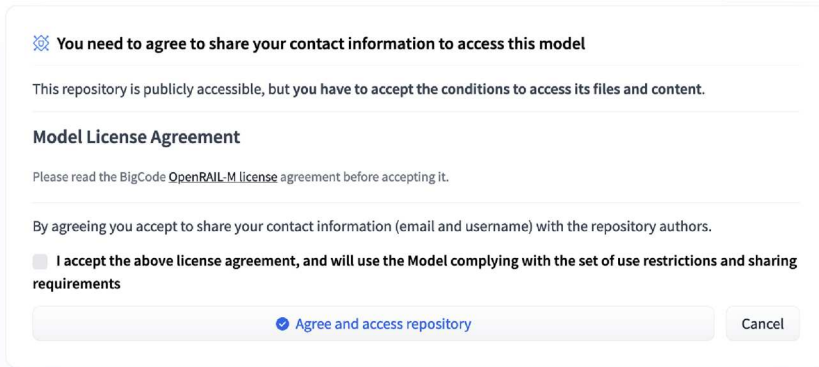 You need to agree to share your contact information to access this model
This repository is publicly accessible, but you have to accept the conditions to access its files and content.
Model License Agreement
Please read the BigCode OpenRAIL-M license agreement before accepting it.
By agreeing you accept to share your contact information (email and username) with the repository authors.
I accept the above license agreement, and will use the Model complying with the set of use restrictions and sharing
requirements
Agree and access repository
Cancel